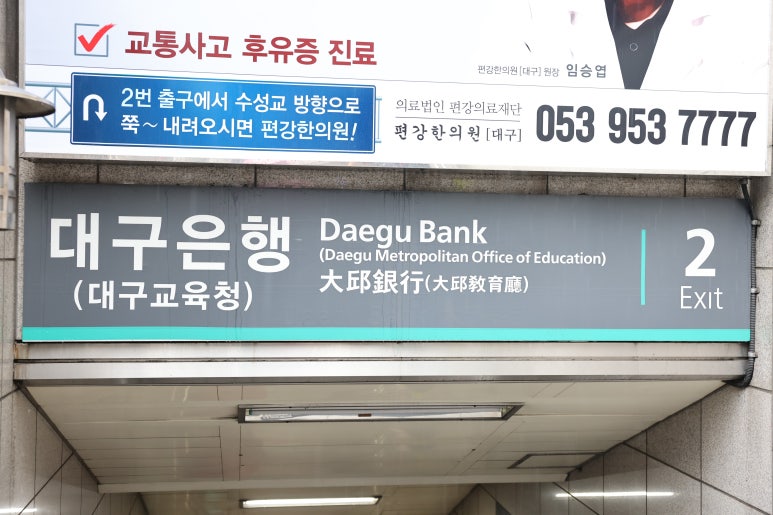 교통사고 후유증 진료
편강한의원[대구] 원장 임승엽
2번 출구에서 수성교 방향으로
쭉~내려오시면 편강한의원!
의료법인 편강의료재단
편강한의원[대구]
053 953 7777
대구은행
(대구교육청)
Daegu Bank
(Daegu Metropolitan Office of Education)
大邱銀行(大邱敎育廳)
2
Exit